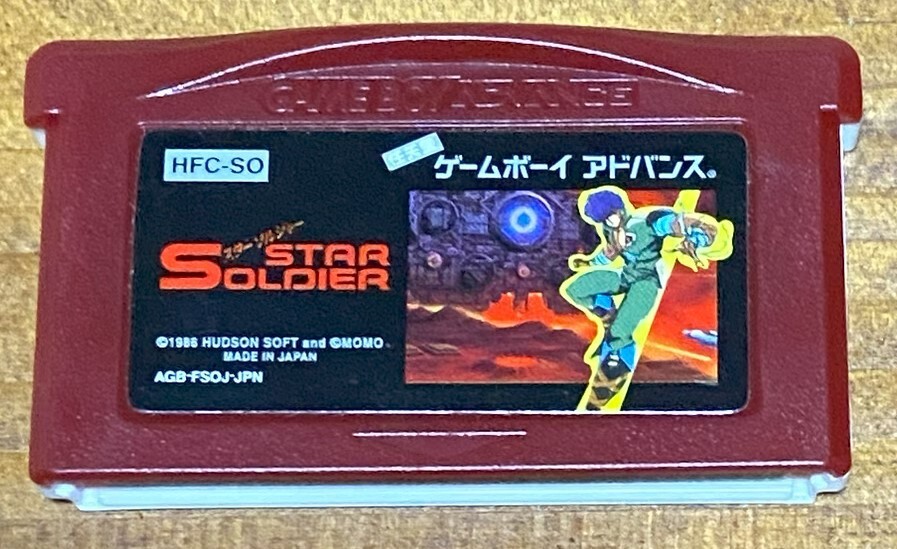 GAME BOY ADVANCE
HFC-SO
ゲームボーイ アドバンス®
スターソルジャー
STAR
SOLDIER
©1986 HUDSON SOFT and ©MOMO
MADE IN JAPAN
AGB-FSOJ-JPN